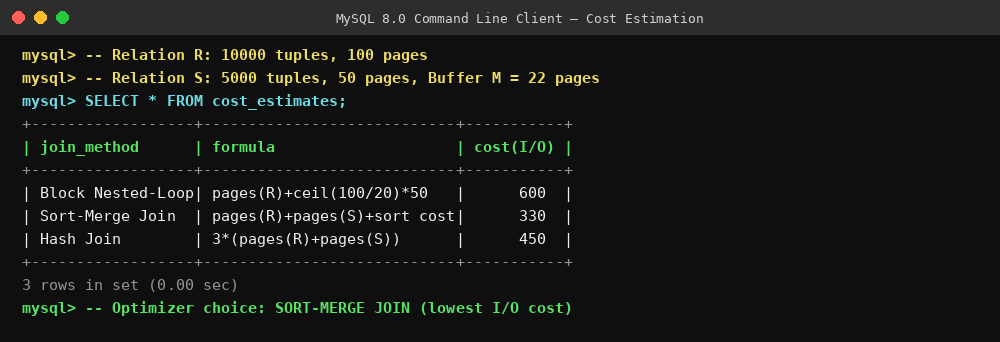 MySQL 8.0 Command Line Client — Cost Estimation
mysql> -- Relation R: 10000 tuples, 100 pages
mysql> -- Relation S: 5000 tuples, 50 pages, Buffer M = 22 pages
mysql> SELECT * FROM cost_estimates;
+------------------+----------------------------+-----------+
| join_method      | formula                    | cost(I/O) |
+------------------+----------------------------+-----------+
| Block Nested-Loop| pages(R)+ceil(100/20)*50   |      600  |
| Sort-Merge Join  | pages(R)+pages(S)+sort cost|      330  |
| Hash Join        | 3*(pages(R)+pages(S))      |      450  |
+------------------+----------------------------+-----------+
3 rows in set (0.00 sec)
mysql> -- Optimizer choice: SORT-MERGE JOIN (lowest I/O cost)